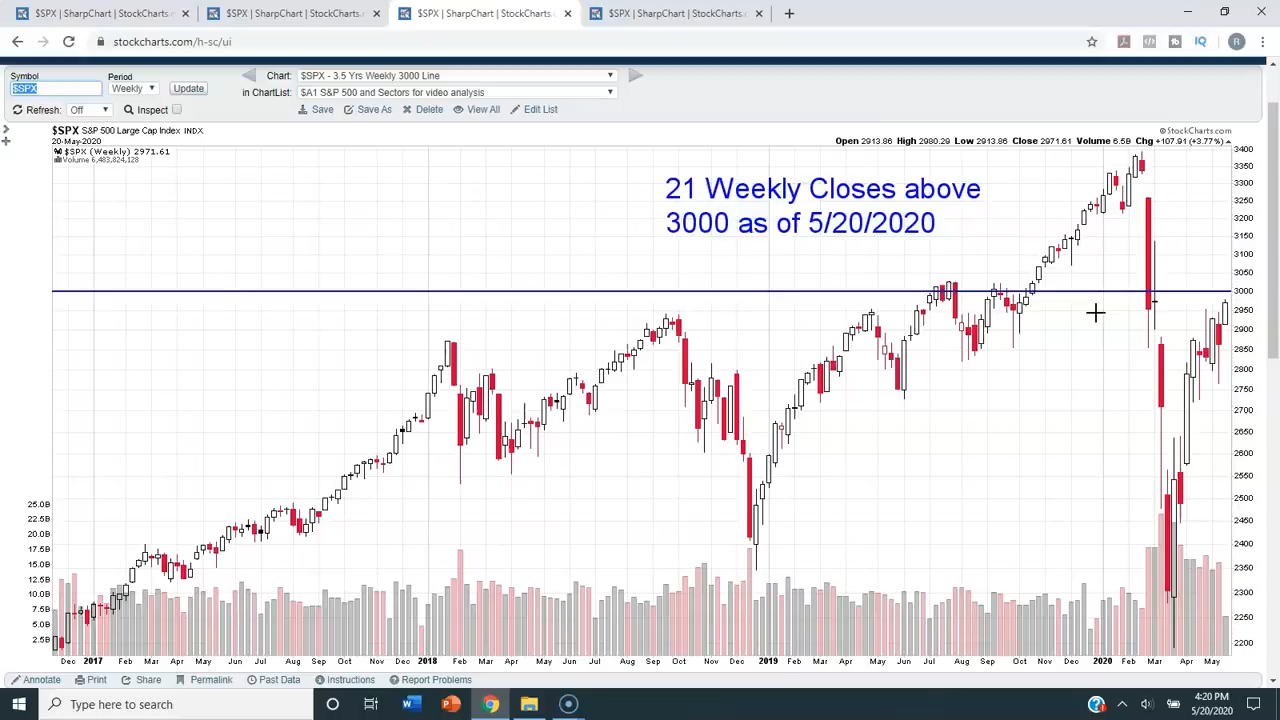 $SPX | SharpChart | StockCharts.c
$SPX | SharpChart | StockCharts.c
$SPX | SharpChart | StockCharts.c
$SPX | SharpChart | StockCharts.c
stockcharts.com/h-sc/ui
R
Symbol Period
$SPX Weekly Update
Chart: $SPX - 3.5 Yrs Weekly 3000 Line
in ChartList: $A1 S&P 500 and Sectors for video analysis
Refresh: Off Inspect
Save Save As Delete View All Edit List
$SPX S&P 500 Large Cap Index INDX
© StockCharts.com
20-May-2020
Open 2913.86 High 2980.29 Low 2913.86 Close 2971.61 Volume 6.5B Chg +107.91 (+3.77%)
$SPX (Weekly) 2971.61
Volume 6,483,824,128
21 Weekly Closes above
3000 as of 5/20/2020
3400
3350
3300
3250
3200
3150
3100
3050
3000
2950
2900
2850
2800
2750
2700
2650
2600
2550
2500
2450
2400
2350
2300
2250
2200
25.0B
22.5B
20.0B
17.5B
15.0B
12.5B
10.0B
7.5B
5.0B
2.5B
Dec 2017 Feb Mar Apr May Jun Jul Aug Sep Oct Nov Dec 2018 Feb Mar Apr May Jun Jul Aug Sep Oct Nov Dec 2019 Feb Mar Apr May Jun Jul Aug Sep Oct Nov Dec 2020 Feb Mar Apr May
Annotate Print Share Permalink Past Data Instructions Report Problems
Type here to search
4:20 PM
5/20/2020